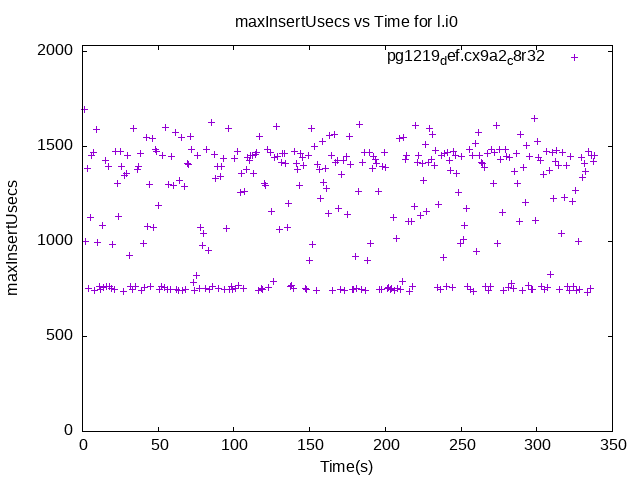 maxInsertUsecs vs Time for l.i0
pg1219_def.cx9a2_c8r32
2000
1500
1000
500
0
maxInsertUsecs
0 50 100 150 200 250 300 350
Time(s)